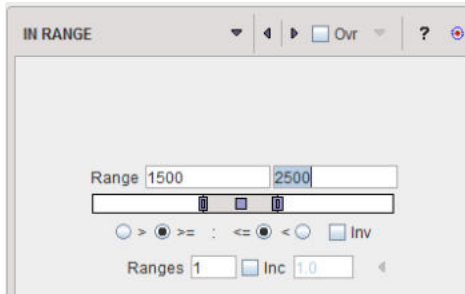 IN RANGE Ovr ?
Range 1500 2500
> >= : <= < Inv
Ranges 1 Inc 1.0